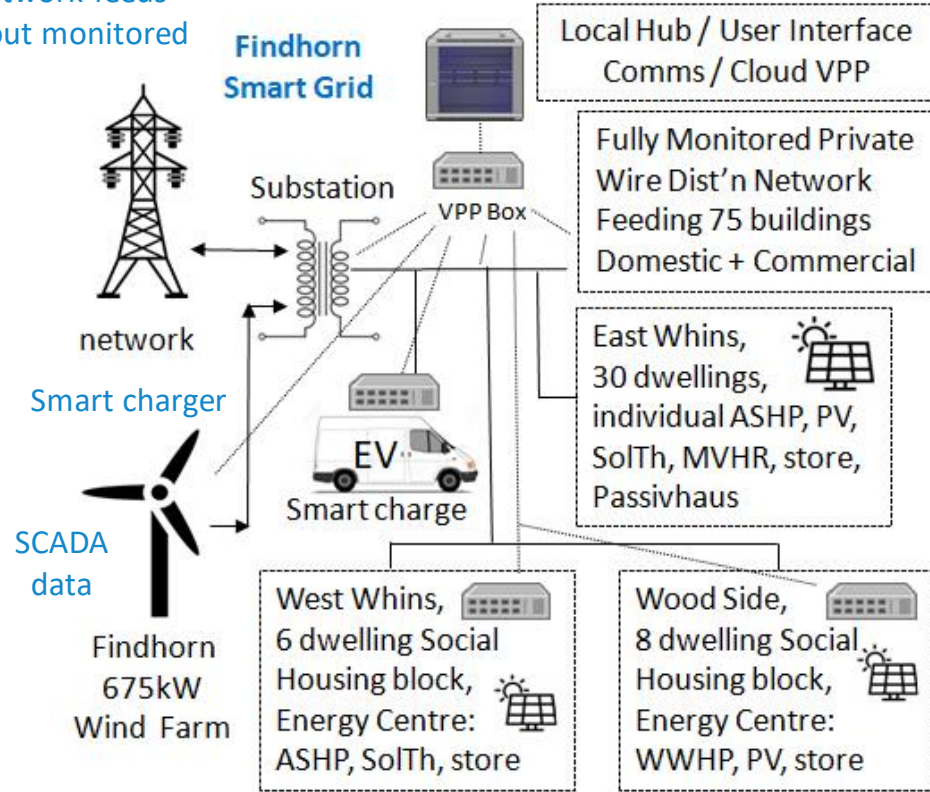 out monitored
Findhorn
Smart Grid
Local Hub / User Interface
Comms / Cloud VPP
Fully Monitored Private
Wire Dist'n Network
Feeding 75 buildings
Domestic + Commercial
Substation
VPP Box
network
East Whins,
30 dwellings,
individual ASHP, PV,
SolTh, MVHR, store,
Passivhaus
Smart charger
EV
Smart charge
SCADA
data
Findhorn
675kW
Wind Farm
West Whins,
6 dwelling Social
Housing block,
Energy Centre:
ASHP, SolTh, store
Wood Side,
8 dwelling Social
Housing block,
Energy Centre:
WWHP, PV, store